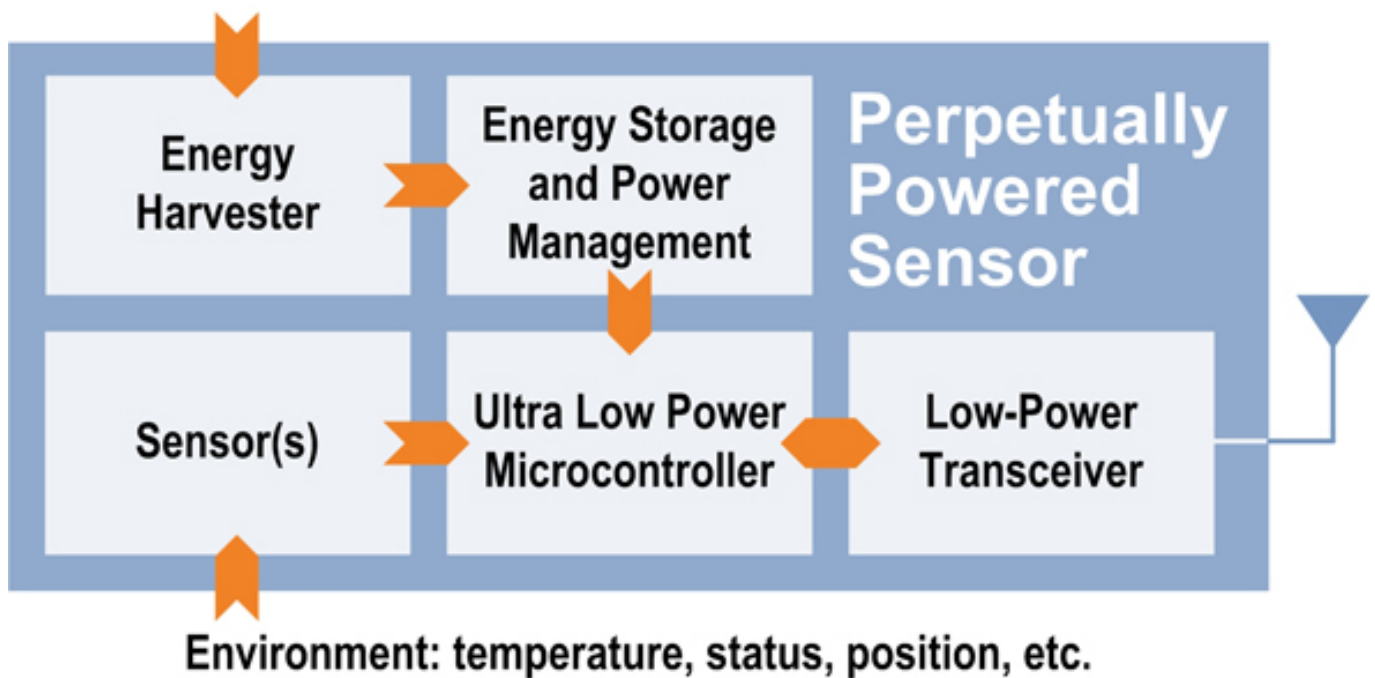 Energy
Harvester
Energy Storage
and Power
Management
Perpetually
Powered
Sensor
Sensor(s)
Ultra Low Power
Microcontroller
Low-Power
Transceiver
Environment: temperature, status, position, etc.